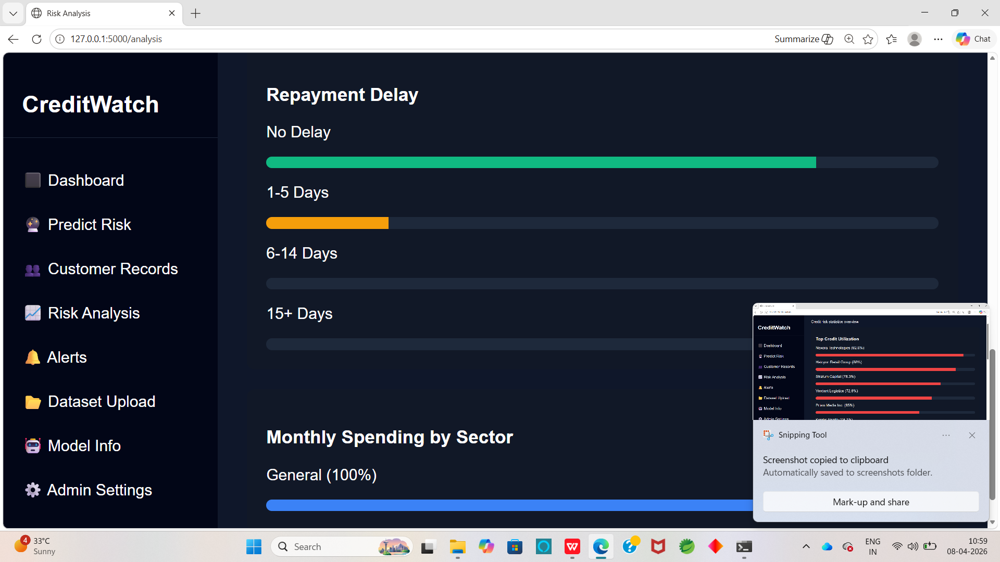 Risk Analysis
127.0.0.1:5000/analysis
Summarize
Chat
CreditWatch
Dashboard
Predict Risk
Customer Records
Risk Analysis
Alerts
Dataset Upload
Model Info
Admin Settings
Repayment Delay
No Delay
1-5 Days
6-14 Days
15+ Days
Monthly Spending by Sector
General (100%)
CreditWatch
Dashboard
Predict Risk
Customer Records
Risk Analysis
Alerts
Dataset Upload
Model Info
Admin Settings
Credit risk statistics overview
Top Credit Utilization
Nexora Technologies (92.6%)
Halcyon Retail Group (88%)
Stratum Capital (78.3%)
Verdant Logistics (72.8%)
Prism Media Inc. (65%)
Snipping Tool
Screenshot copied to clipboard
Automatically saved to screenshots folder.
Mark-up and share
4
33°C
Sunny
Search
ENG
IN
10:59
08-04-2026